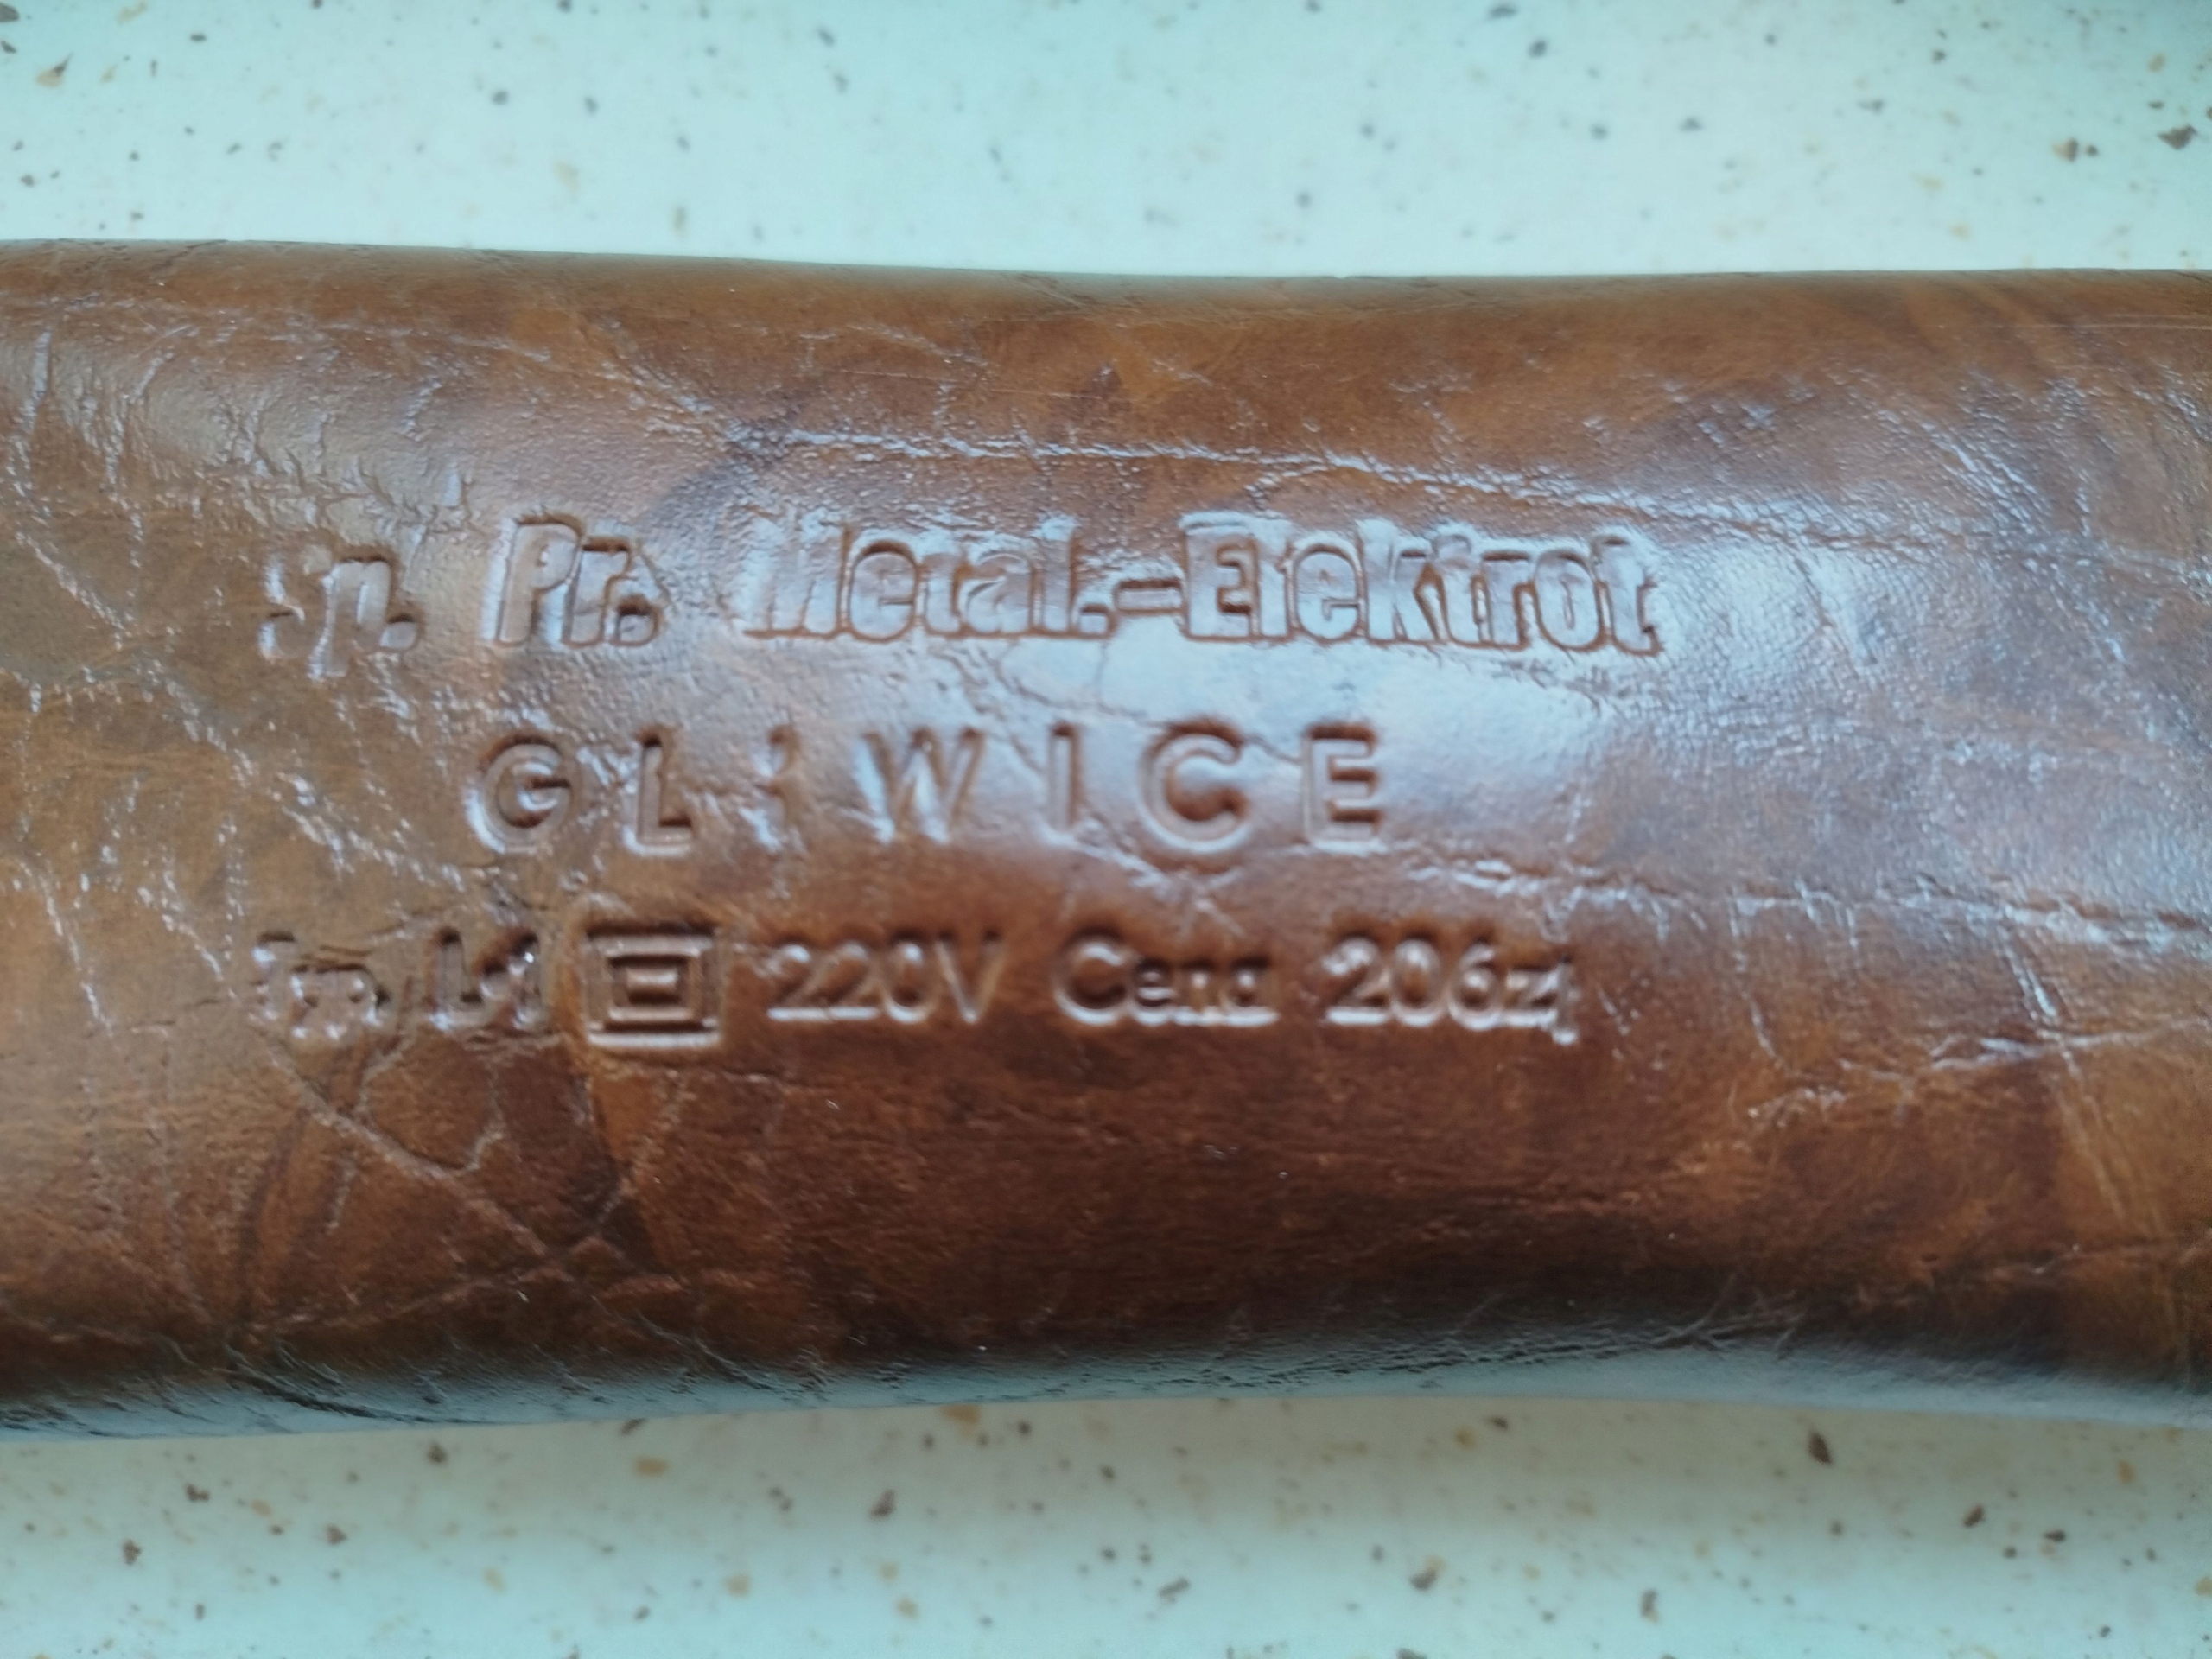 Sp. Pr. Metal.-Elektrot
GLiWICE
220V Cena 206zł